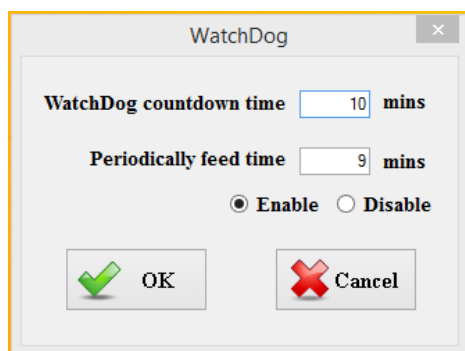 WatchDog
WatchDog countdown time 10 mins
Periodically feed time 9 mins
Enable Disable
OK Cancel